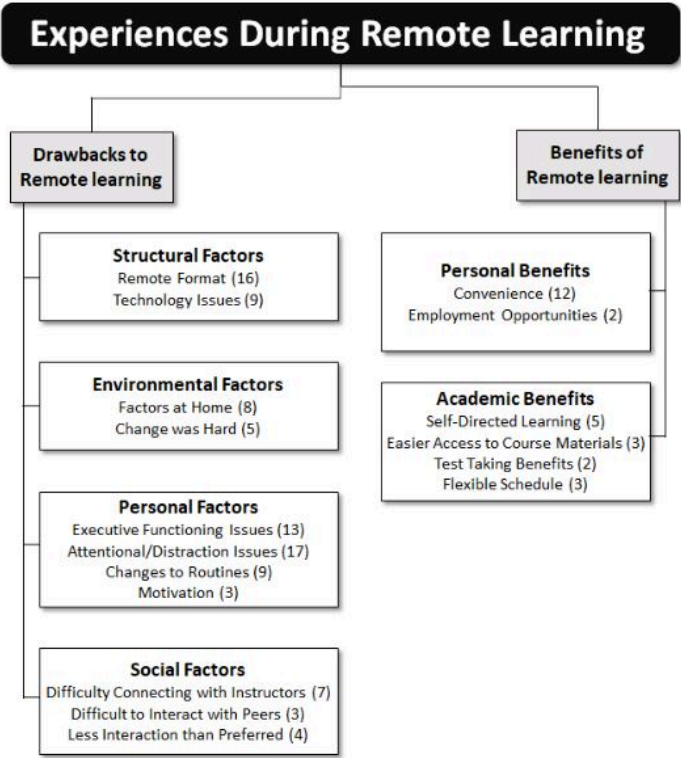 Experiences During Remote Learning
Drawbacks to
Remote learning
Structural Factors
Remote Format (16)
Technology Issues (9)
Environmental Factors
Factors at Home (8)
Change was Hard (5)
Personal Factors
Executive Functioning Issues (13)
Attentional/Distraction Issues (17)
Changes to Routines (9)
Motivation (3)
Social Factors
Difficulty Connecting with Instructors (7)
Difficult to Interact with Peers (3)
Less Interaction than Preferred (4)
Benefits of
Remote learning
Personal Benefits
Convenience (12)
Employment Opportunities (2)
Academic Benefits
Self-Directed Learning (5)
Easier Access to Course Materials (3)
Test Taking Benefits (2)
Flexible Schedule (3)